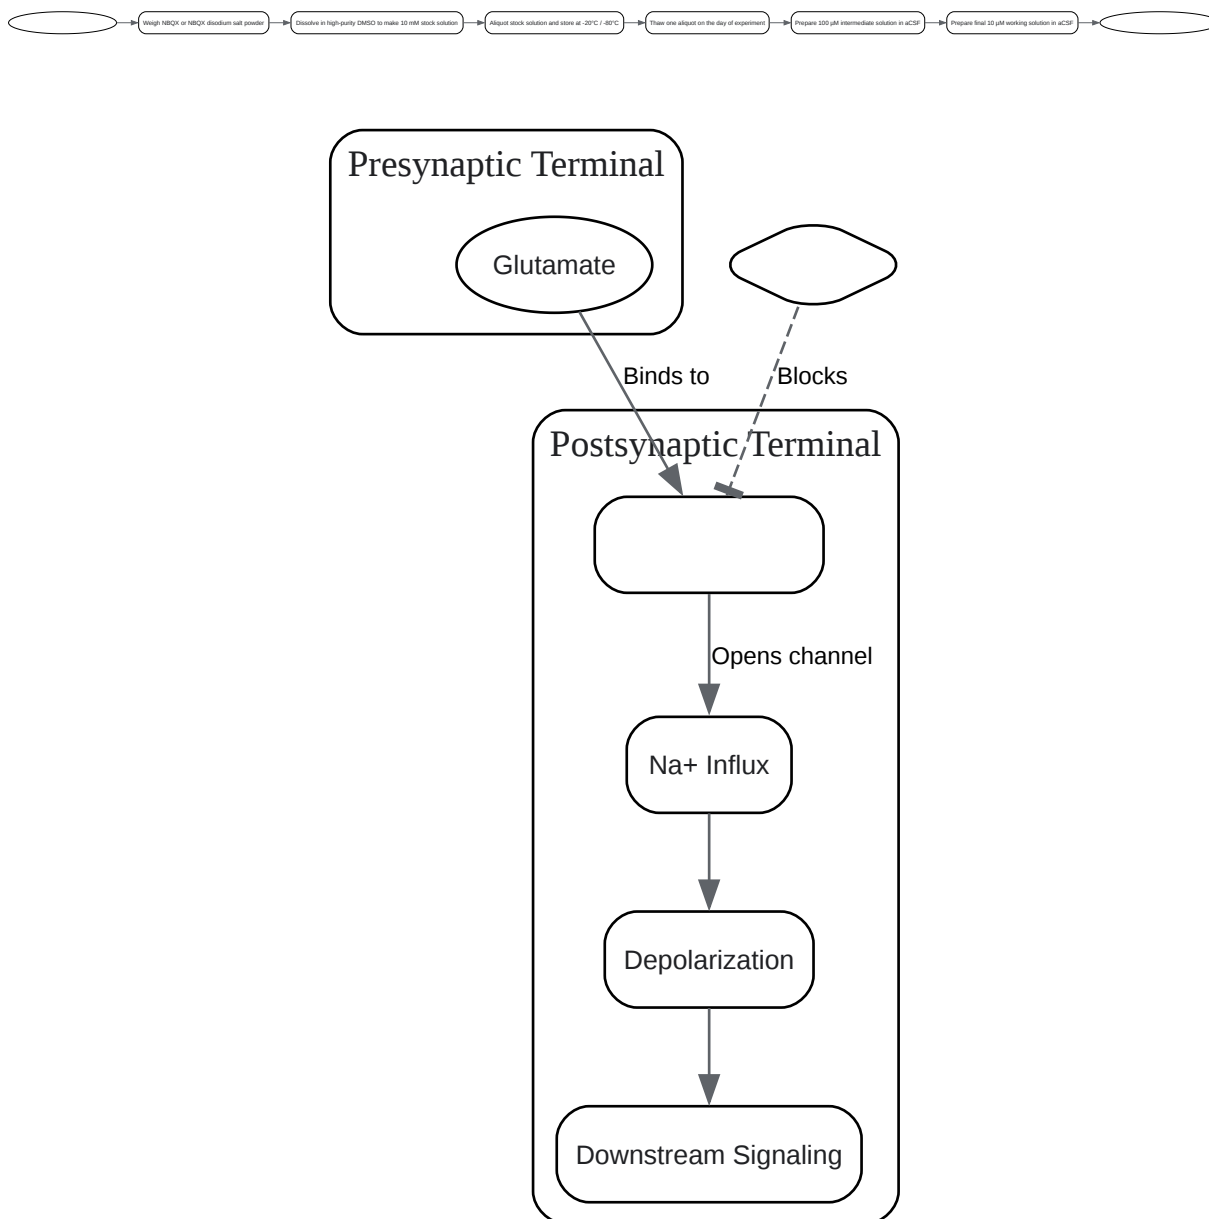 Weigh NBQX or NBQX disodium salt powder
Dissolve in high-purity DMSO to make 10 mM stock solution
Aliquot stock solution and store at -20°C / -80°C
Thaw one aliquot on the day of experiment
Prepare 100 µM intermediate solution in aCSF
Prepare final 10 µM working solution in aCSF
Presynaptic Terminal
Glutamate
Binds to
Blocks
Postsynaptic Terminal
Opens channel
Na+ Influx
Depolarization
Downstream Signaling